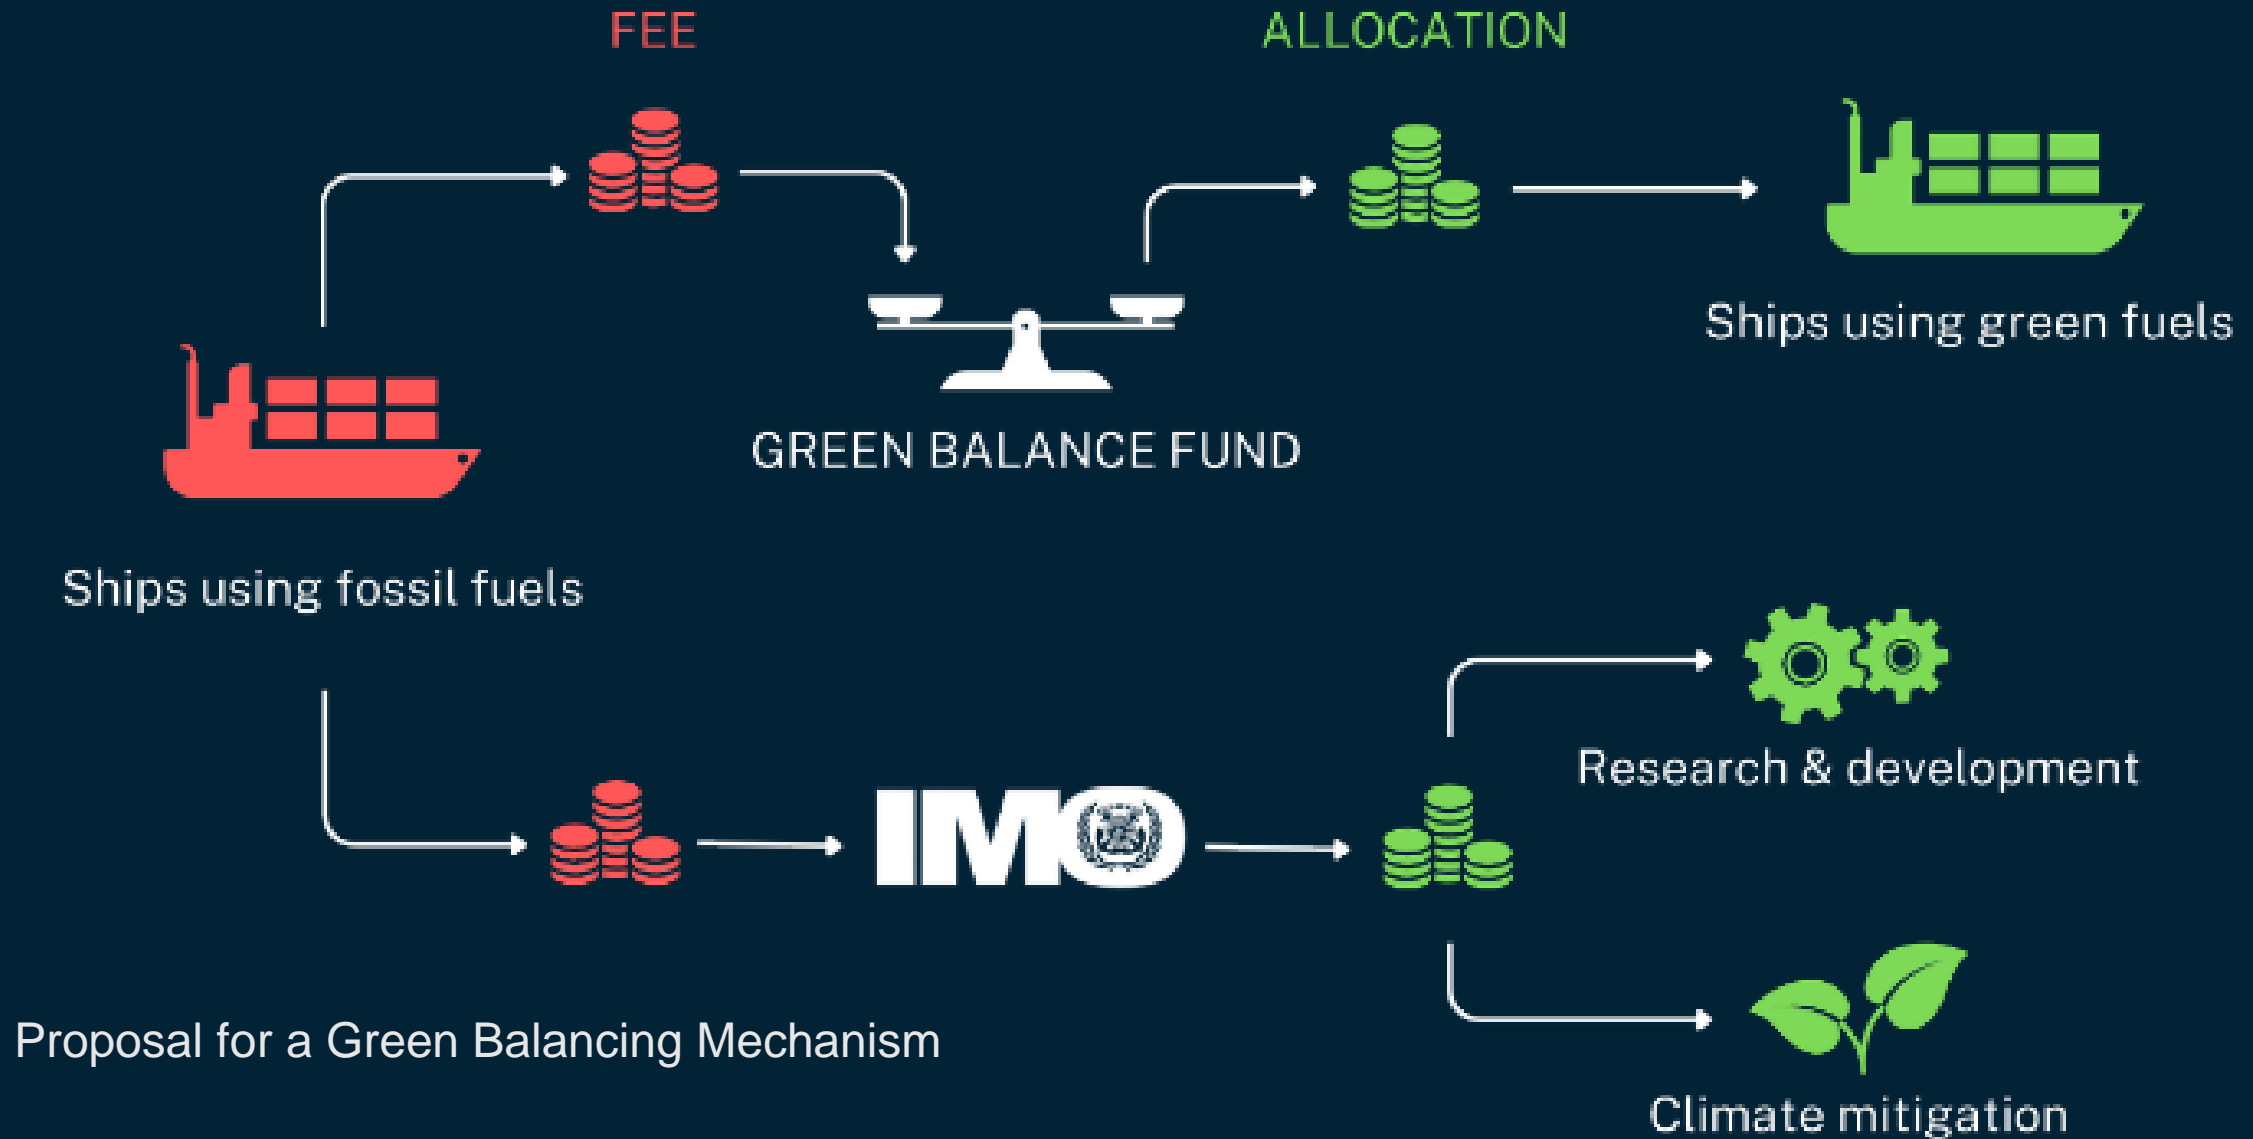 FEE
ALLOCATION
Ships using green fuels
GREEN BALANCE FUND
Ships using fossil fuels
Research & development
IMO
Proposal for a Green Balancing Mechanism
Climate mitigation